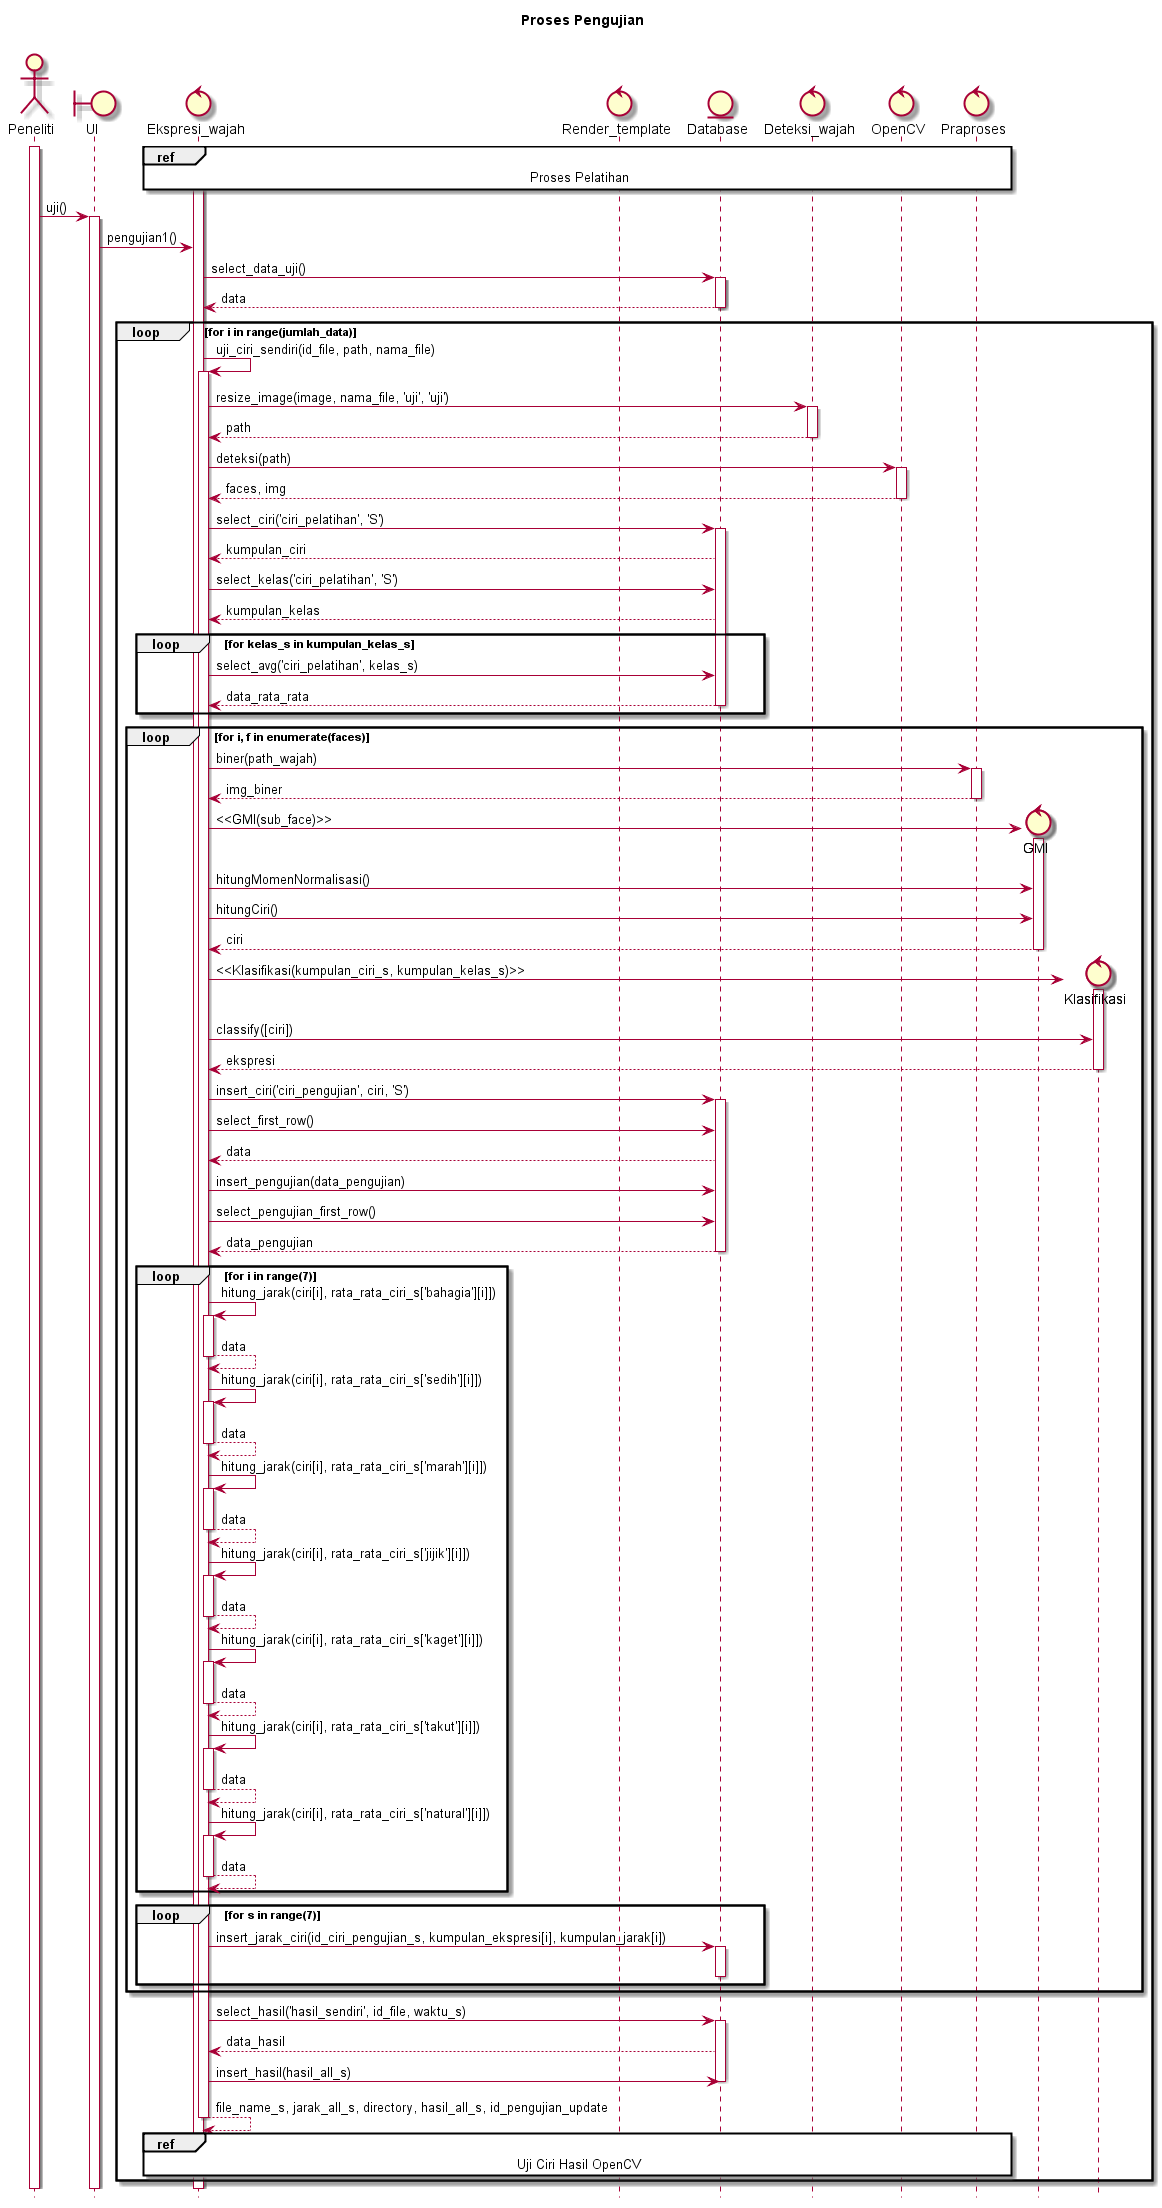 Proses Pengujian
Peneliti
UI
Ekspresi_wajah
Render_template
Database
Deteksi_wajah
OpenCV
Praproses
ref
Proses Pelatihan
uji()
pengujian1()
select_data_uji()
data
loop [for i in range(jumlah_data)]
uji_ciri_sendiri(id_file, path, nama_file)
resize_image(image, nama_file, 'uji', 'uji')
path
deteksi(path)
faces, img
select_ciri('ciri_pelatihan', 'S')
kumpulan_ciri
select_kelas('ciri_pelatihan', 'S')
kumpulan_kelas
loop [for kelas_s in kumpulan_kelas_s]
select_avg('ciri_pelatihan', kelas_s)
data_rata_rata
loop [for i, f in enumerate(faces)]
biner(path_wajah)
img_biner
<<GMI(sub_face)>>
GMI
hitungMomenNormalisasi()
hitungCiri()
ciri
<<Klasifikasi(kumpulan_ciri_s, kumpulan_kelas_s)>>
Klasifikasi
classify([ciri])
ekspresi
insert_ciri('ciri_pengujian', ciri, 'S')
select_first_row()
data
insert_pengujian(data_pengujian)
select_pengujian_first_row()
data_pengujian
loop [for i in range(7)]
hitung_jarak(ciri[i], rata_rata_ciri_s['bahagia'][i]])
data
hitung_jarak(ciri[i], rata_rata_ciri_s['sedih'][i]])
data
hitung_jarak(ciri[i], rata_rata_ciri_s['marah'][i]])
data
hitung_jarak(ciri[i], rata_rata_ciri_s['jijik'][i]])
data
hitung_jarak(ciri[i], rata_rata_ciri_s['kaget'][i]])
data
hitung_jarak(ciri[i], rata_rata_ciri_s['takut'][i]])
data
hitung_jarak(ciri[i], rata_rata_ciri_s['natural'][i]])
data
loop [for s in range(7)]
insert_jarak_ciri(id_ciri_pengujian_s, kumpulan_ekspresi[i], kumpulan_jarak[i])
select_hasil('hasil_sendiri', id_file, waktu_s)
data_hasil
insert_hasil(hasil_all_s)
file_name_s, jarak_all_s, directory, hasil_all_s, id_pengujian_update
ref
Uji Ciri Hasil OpenCV